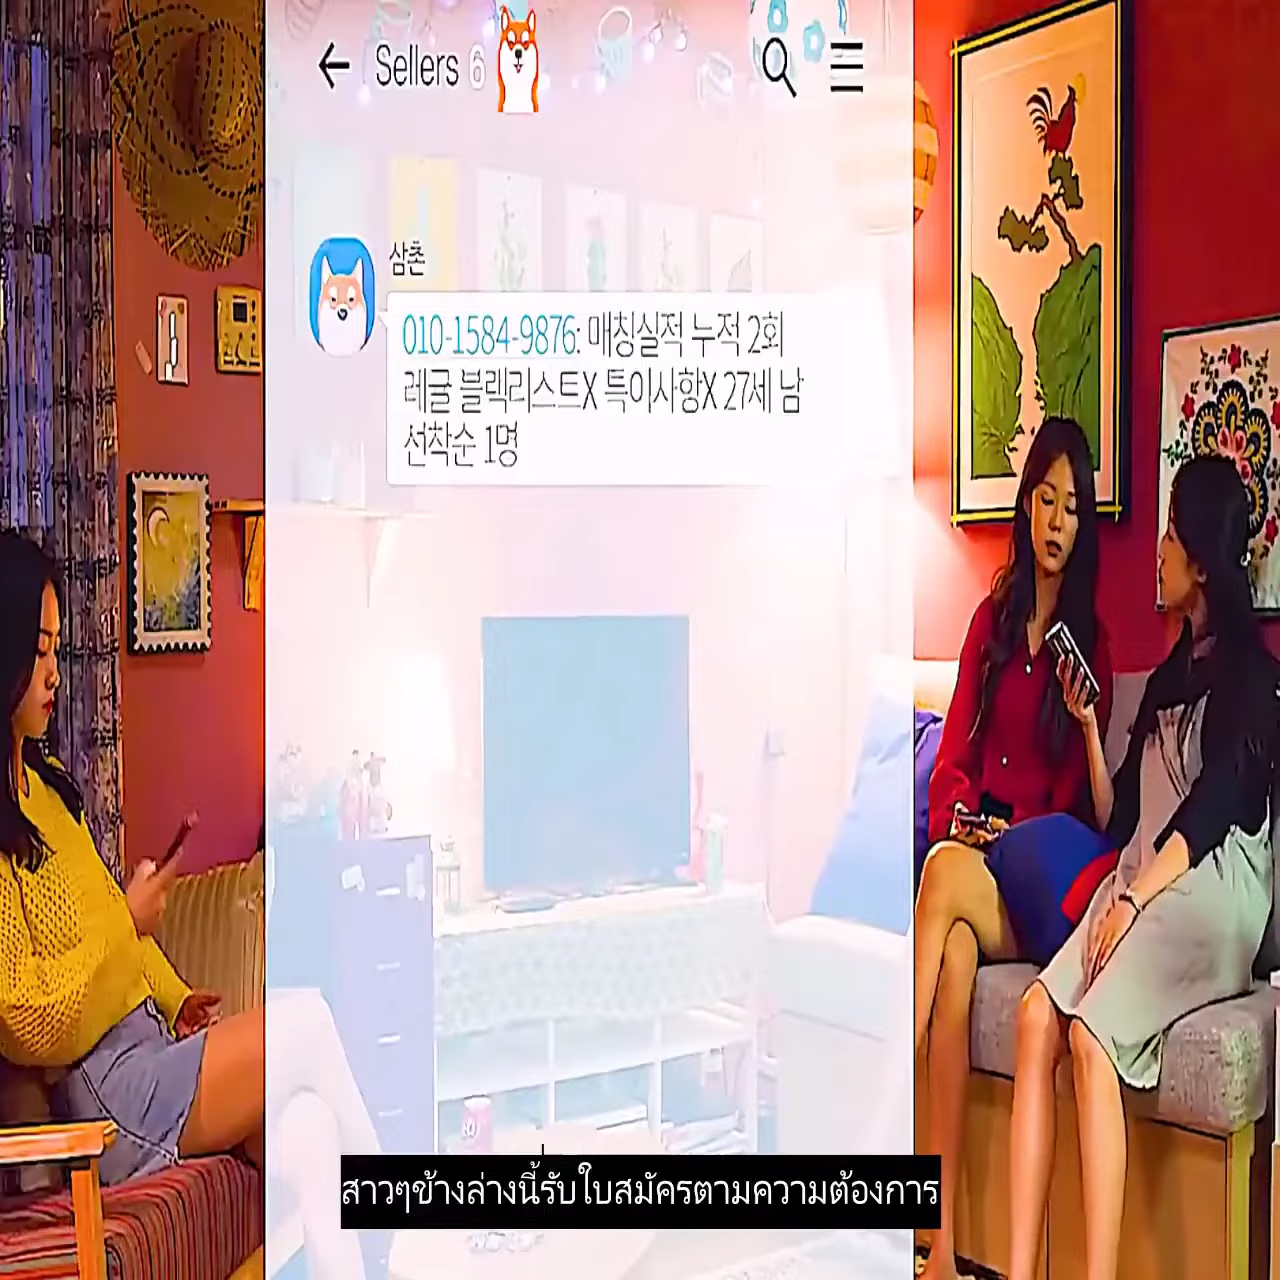 Sellers 6
삼촌
010-1584-9876: 매칭실적 누적 2회
레귤 블랙리스트X 특이사항X 27세 남
선착순 1명
สาวๆข้างล่างนี้รับใบสมัครตามความต้องการ